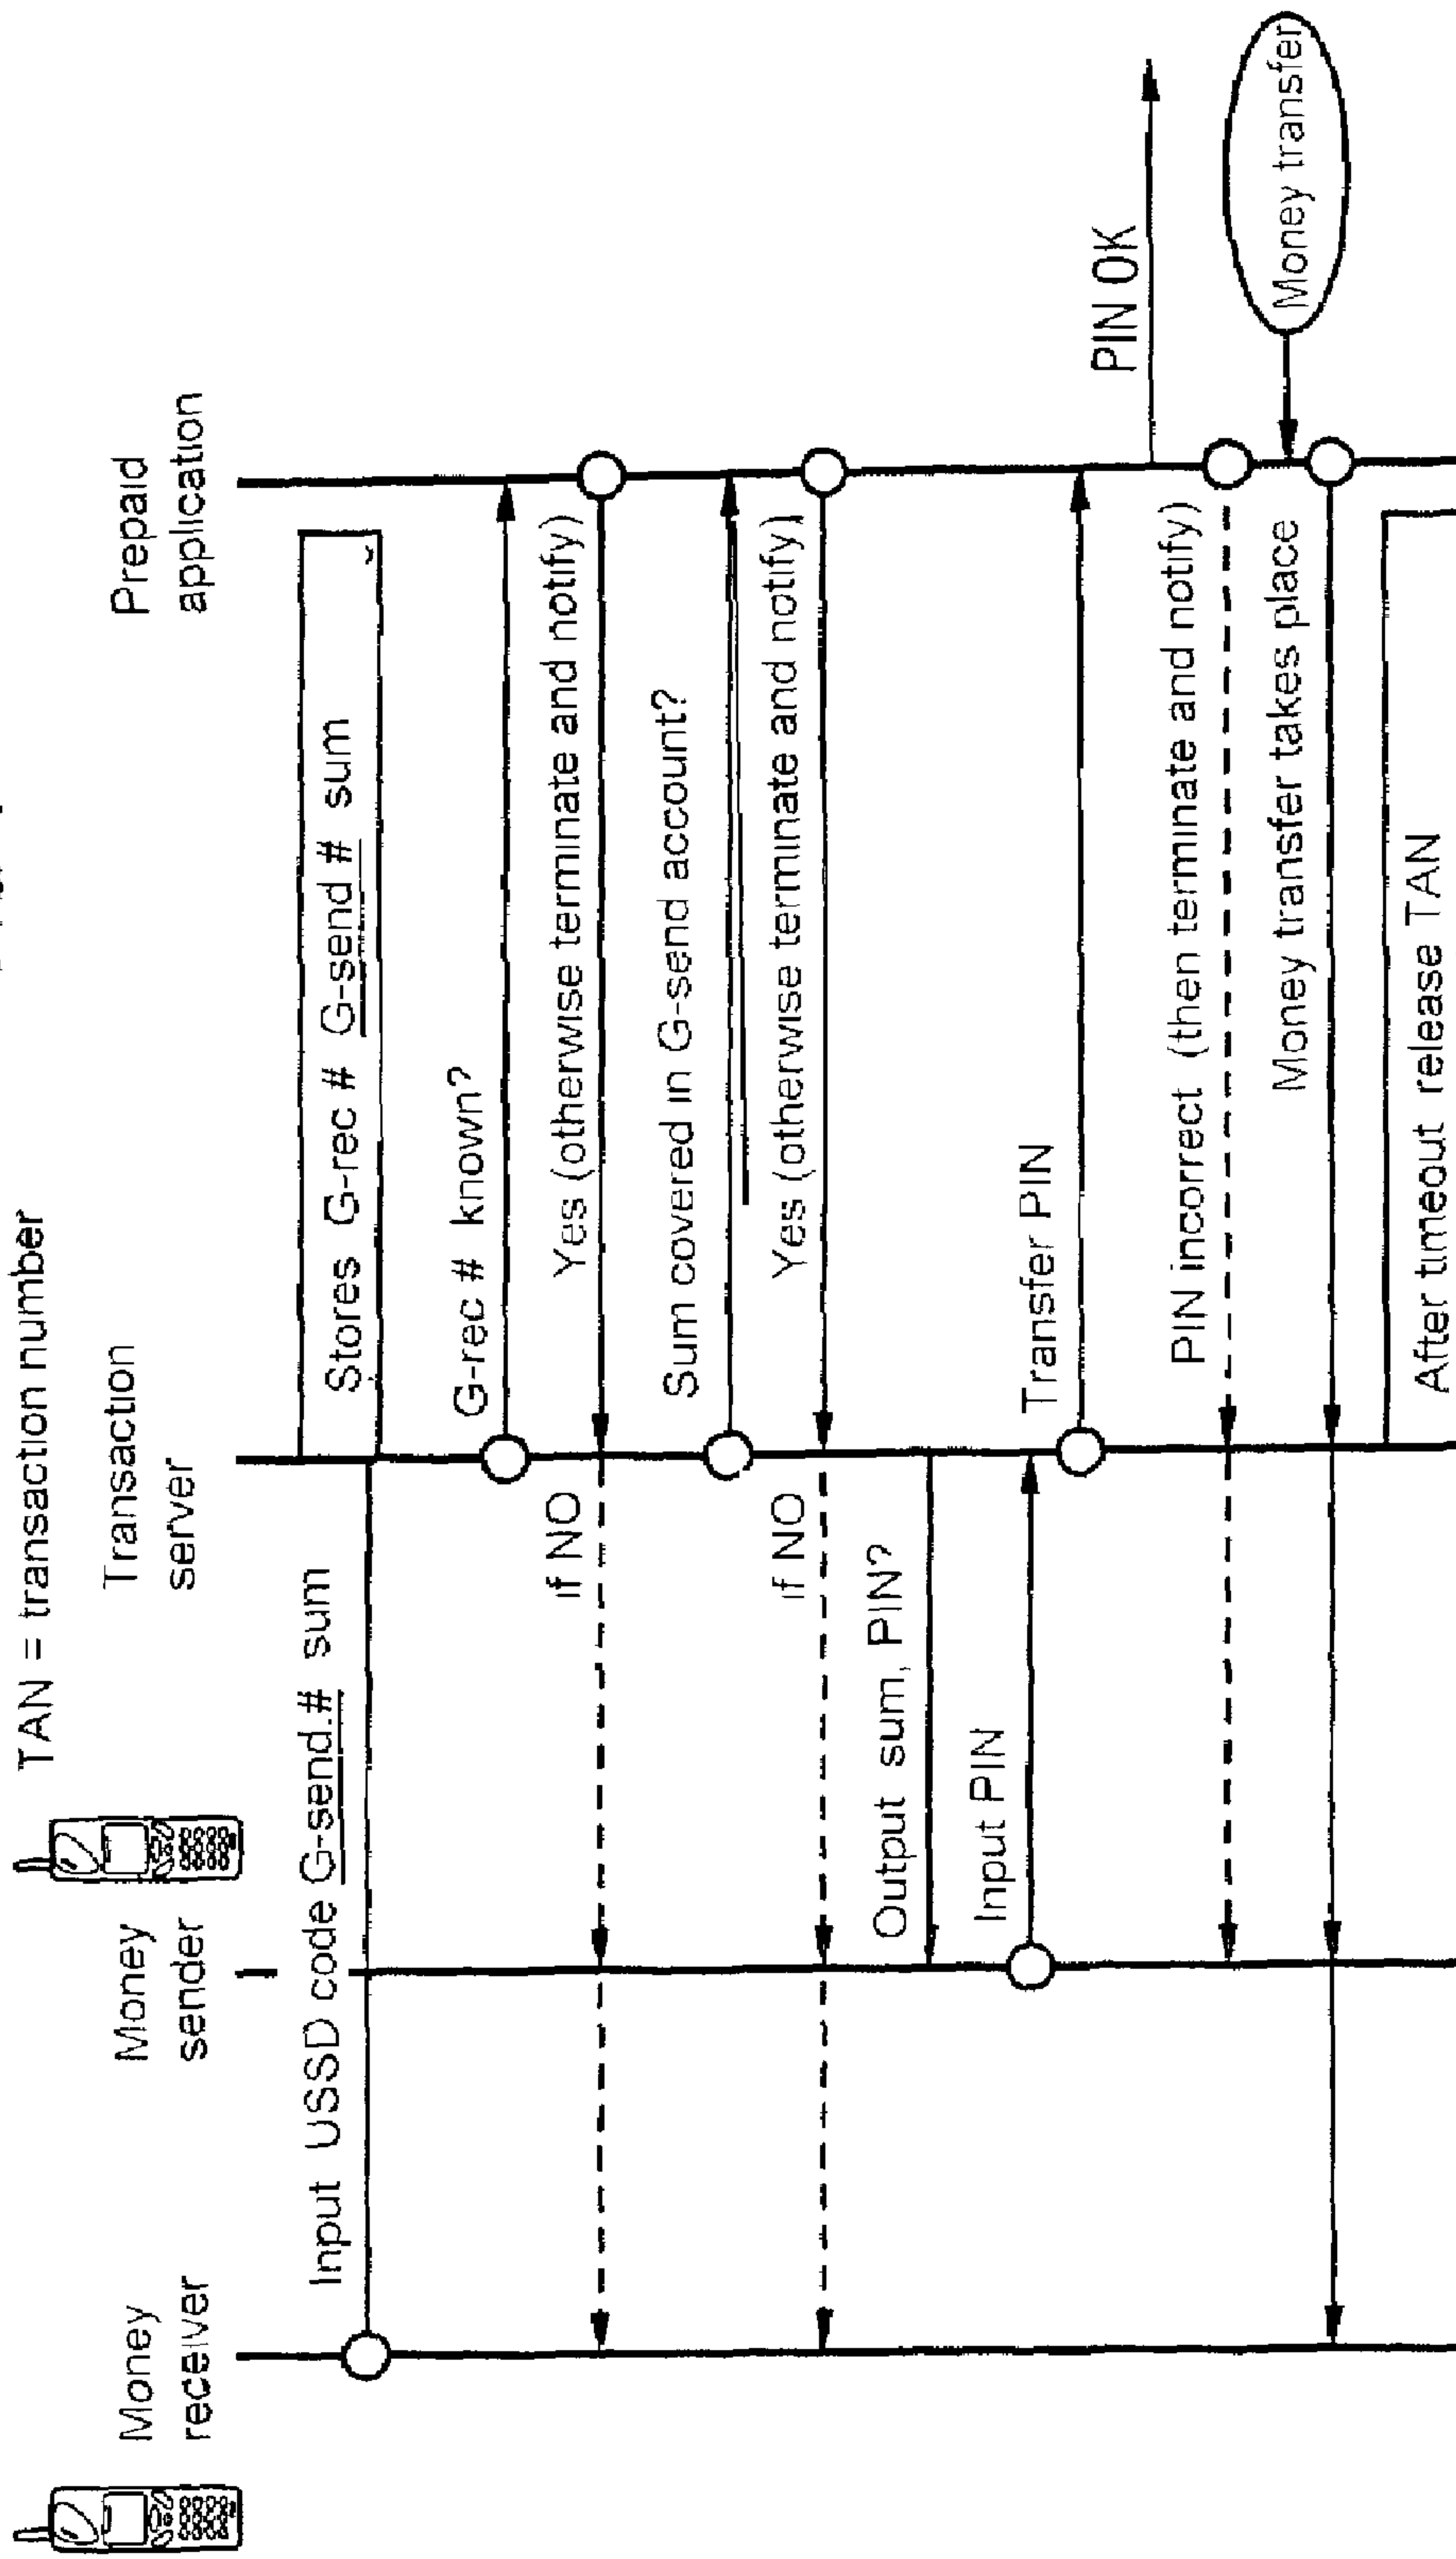 TAN = transaction number
Money
receiver
Money
sender
Transaction
server
Prepaid
application
Input USSD code G-send.# sum
Stores G-rec # G-send # sum
G-rec # known?
Yes (otherwise terminate and notify)
if NO
Sum covered in G-send account?
Yes (otherwise terminate and notify)
if NO
Output sum, PIN?
Input PIN
Transfer PIN
PIN OK
PIN incorrect (then terminate and notify)
Money transfer
Money transfer takes place
After timeout release TAN